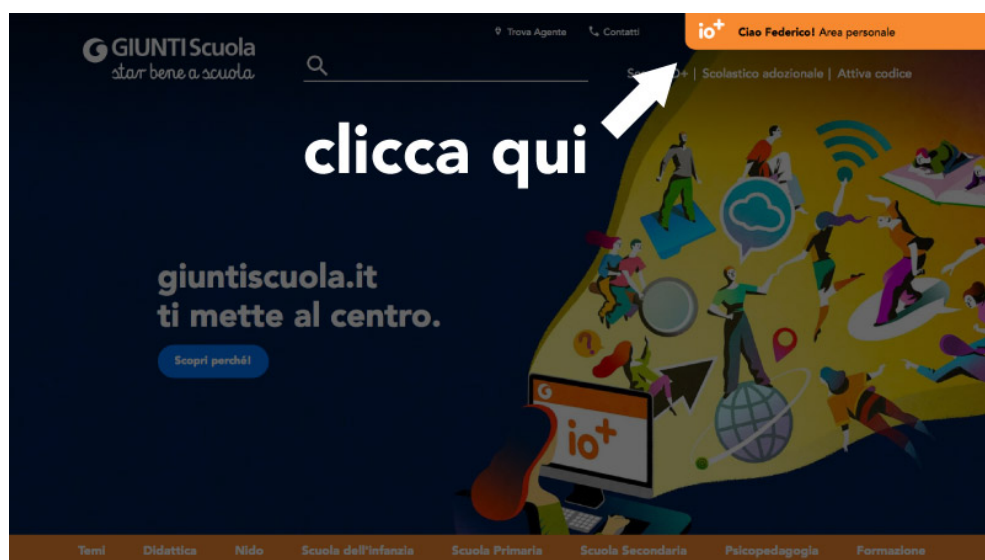 Trova Agente
Contatti
io+ Ciao Federico! Area personale
GIUNTI Scuola
star bene a scuola
Scolastico adozionale | Attiva codice
clicca qui
giuntiscuola.it
ti mette al centro.
Scopri perché!
io+
Temi Didattica Nido Scuola dell'infanzia Scuola Primaria Scuola Secondaria Psicopedagogia Formazione